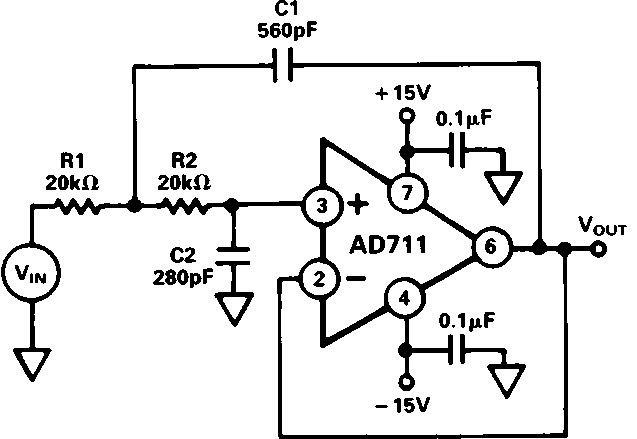 C1
560pF
+15V
0.1µF
R1
20kΩ
R2
20kΩ
3
+
7
AD711
6
VOUT
VIN
C2
280pF
2
−
4
0.1µF
−15V